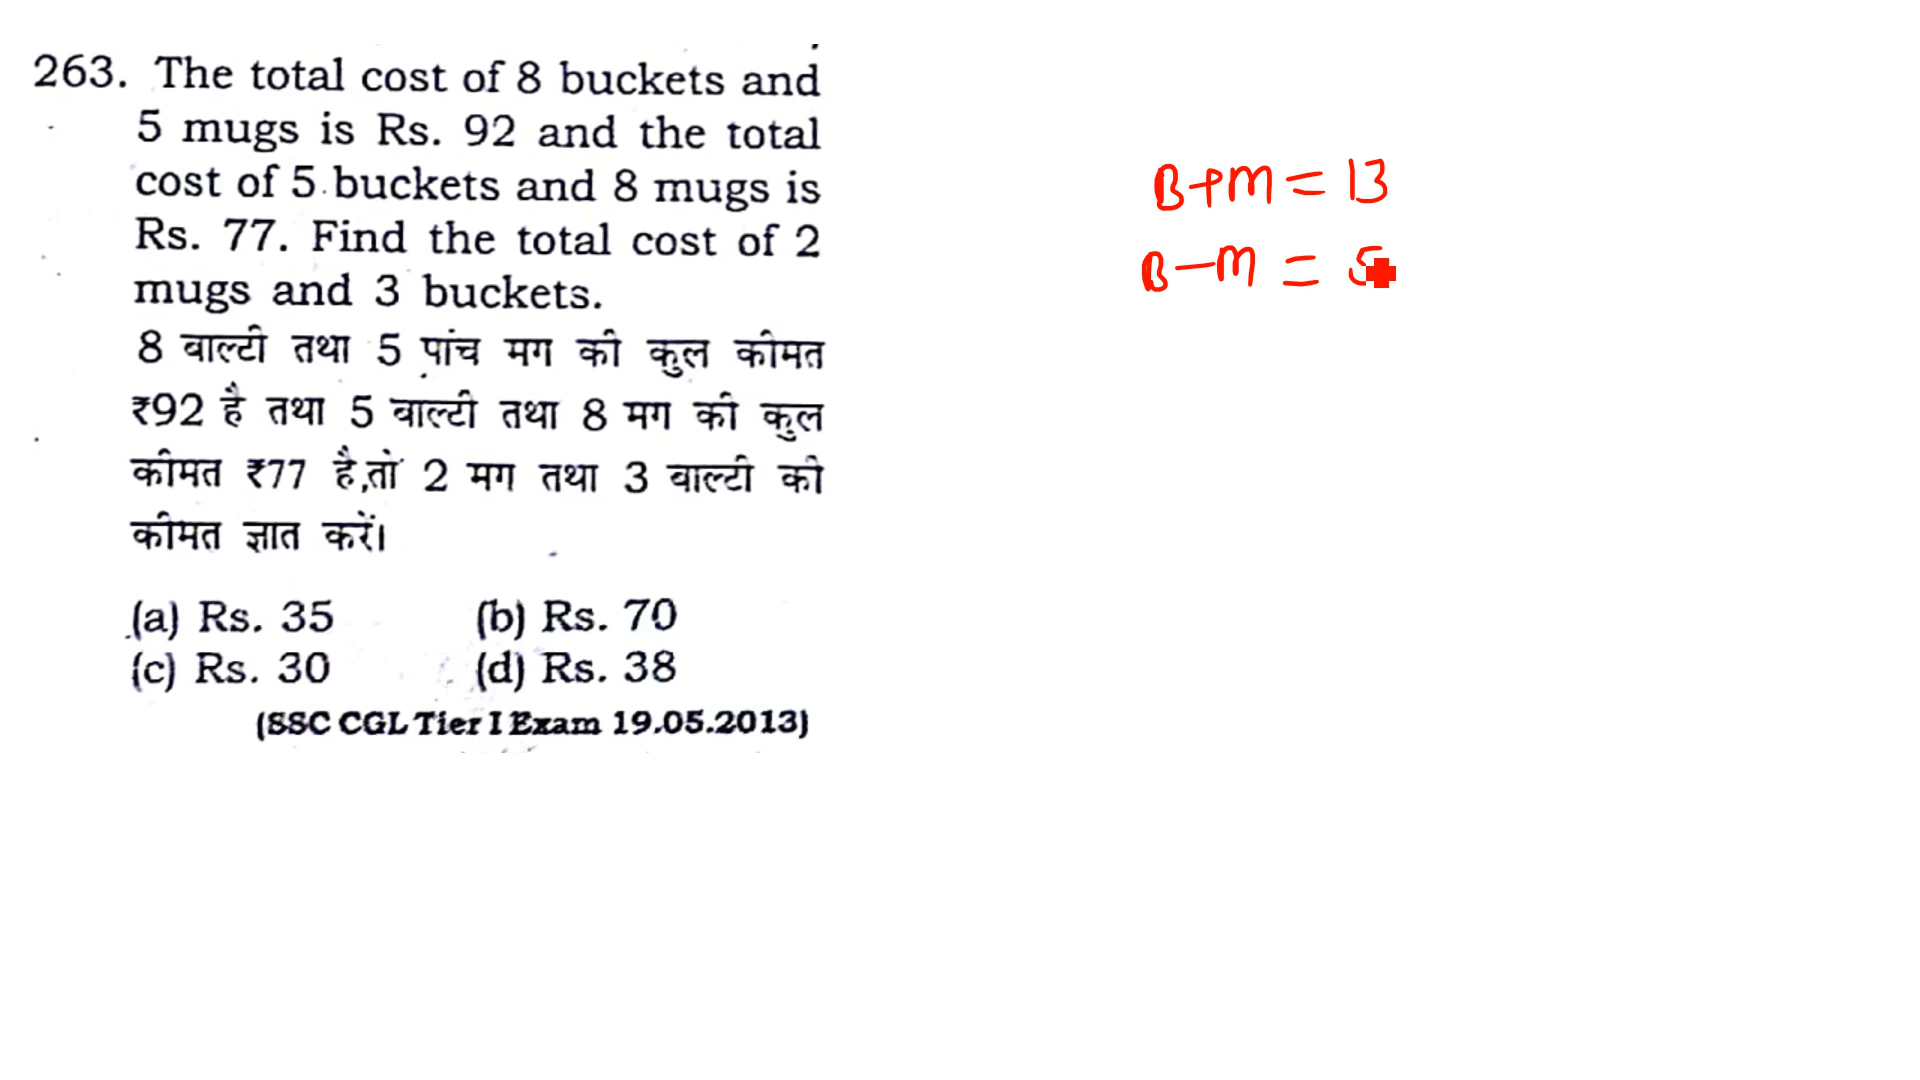 263. The total cost of 8 buckets and
5 mugs is Rs. 92 and the total
cost of 5 buckets and 8 mugs is
Rs. 77. Find the total cost of 2
mugs and 3 buckets.
8 बाल्टी तथा 5 पांच मग की कुल कीमत
₹92 है तथा 5 बाल्टी तथा 8 मग की कुल
कीमत ₹77 है,तो 2 मग तथा 3 बाल्टी की
कीमत ज्ञात करें।
(a) Rs. 35 (b) Rs. 70
(c) Rs. 30 (d) Rs. 38
(SSC CGL Tier I Exam 19.05.2013)
B+M = 13
B-M = 5